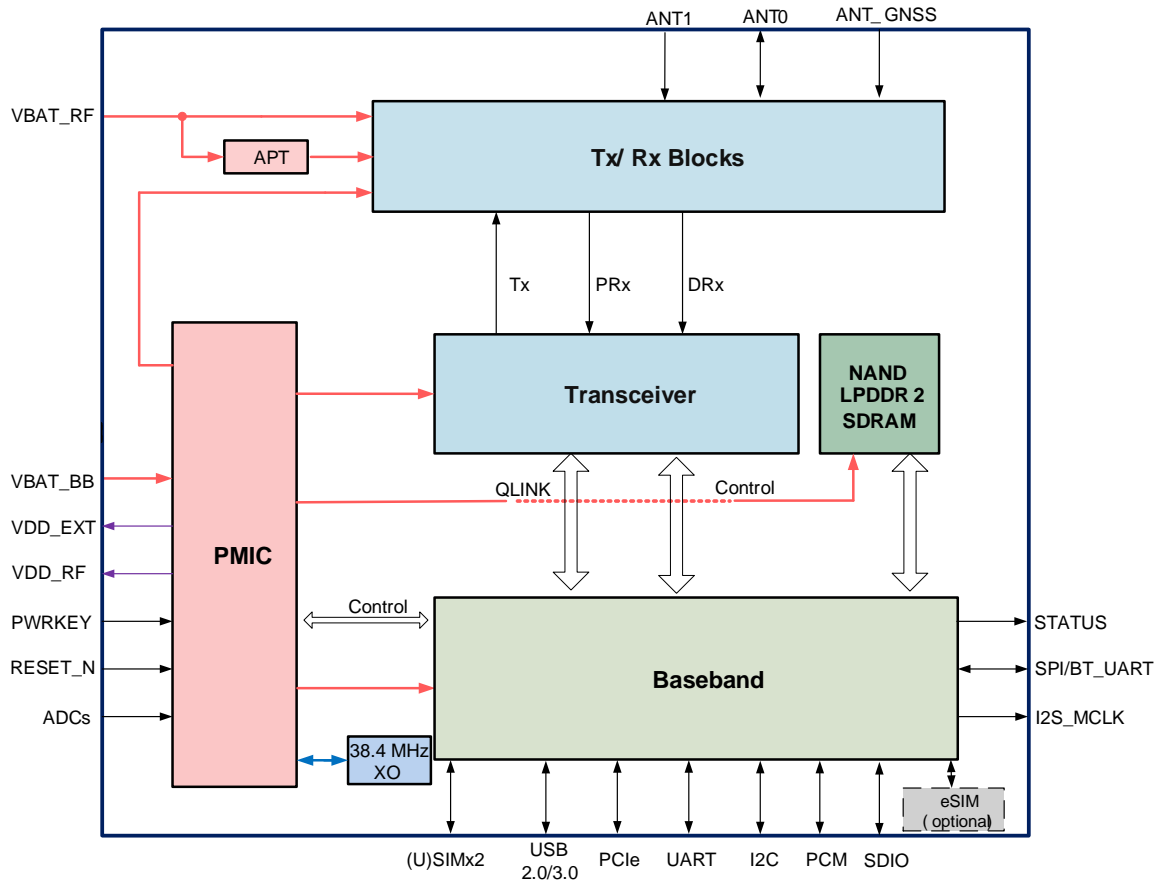 ANT1
ANT0
ANT_ GNSS
VBAT_RF
APT
Tx/ Rx Blocks
Tx
PRx
DRx
Transceiver
NAND
LPDDR 2
SDRAM
VBAT_BB
VDD_EXT
VDD_RF
PWRKEY
RESET_N
ADCs
PMIC
QLINK
Control
Control
Baseband
38.4 MHz
XO
STATUS
SPI/BT_UART
I2S_MCLK
eSIM
( optional)
(U)SIMx2
USB
2.0/3.0
PCIe
UART
I2C
PCM
SDIO